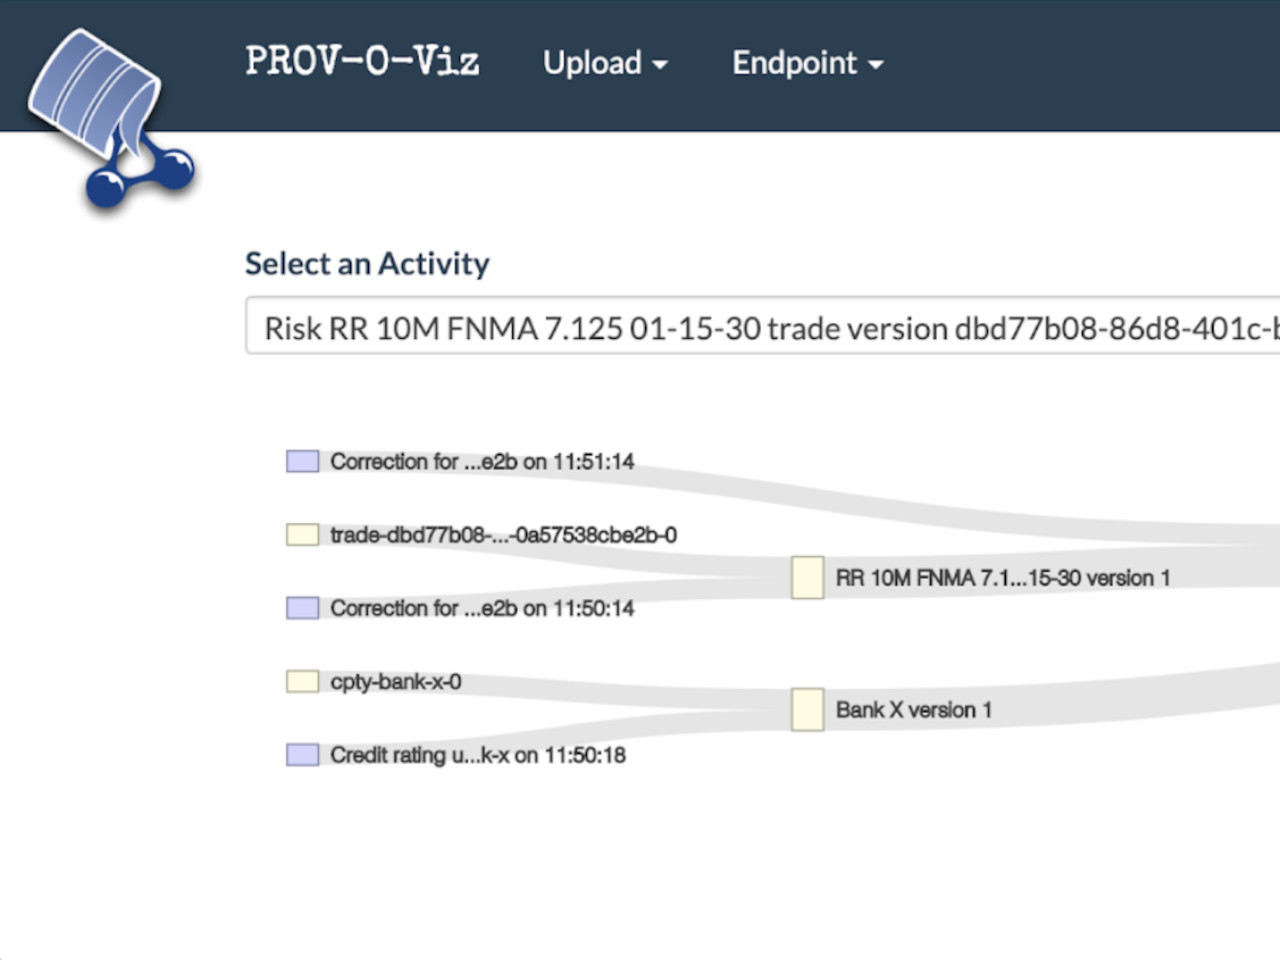 PROV-O-Viz Upload Endpoint
Select an Activity
Risk RR 10M FNMA 7.125 01-15-30 trade version dbd77b08-86d8-401c-b
Correction for ...e2b on 11:51:14
trade-dbd77b08-...-0a57538cbe2b-0
RR 10M FNMA 7.1...15-30 version 1
Correction for ...e2b on 11:50:14
cpty-bank-x-0
Bank X version 1
Credit rating u...k-x on 11:50:18